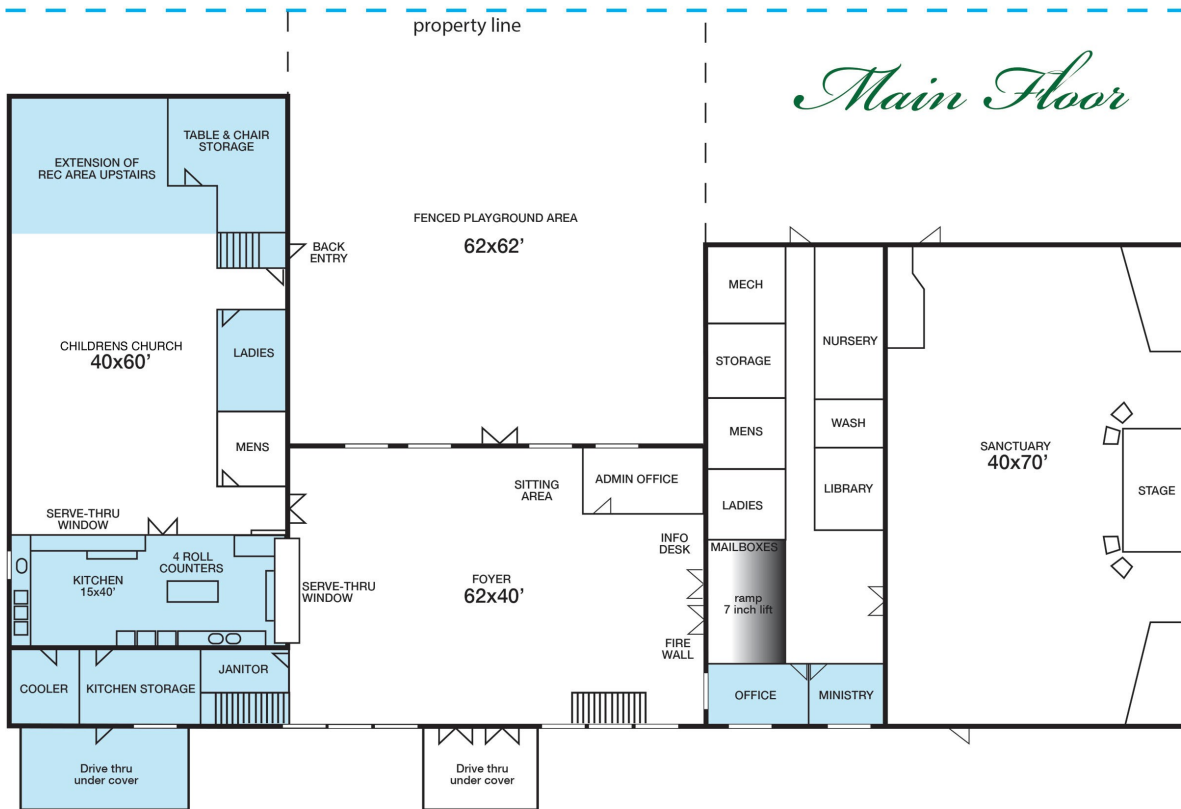 property line
Main Floor
TABLE & CHAIR
STORAGE
EXTENSION OF
REC AREA UPSTAIRS
FENCED PLAYGROUND AREA
62x62'
BACK
ENTRY
MECH
NURSERY
CHILDRENS CHURCH
40x60'
LADIES
STORAGE
MENS
MENS
WASH
SANCTUARY
40x70'
SITTING
AREA
ADMIN OFFICE
LIBRARY
STAGE
LADIES
SERVE-THRU
WINDOW
INFO
DESK
MAILBOXES
4 ROLL
COUNTERS
KITCHEN
15x40'
SERVE-THRU
WINDOW
FOYER
62x40'
ramp
7 inch lift
FIRE
WALL
COOLER
KITCHEN STORAGE
JANITOR
OFFICE
MINISTRY
Drive thru
under cover
Drive thru
under cover